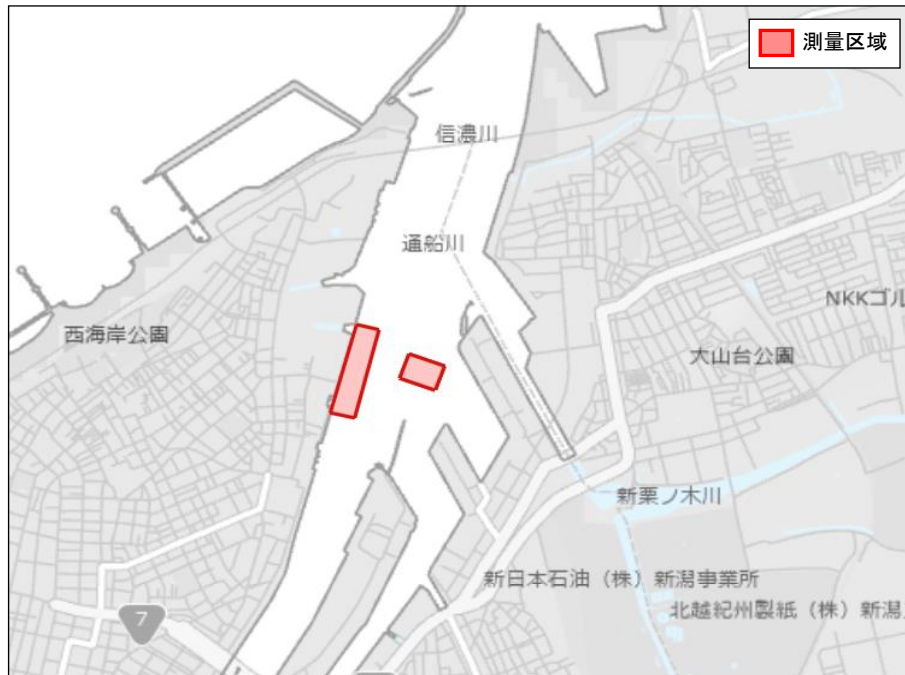 測量区域
信濃川
通船川
NKKゴル
西海岸公園
大山台公園
新栗ノ木川
新日本石油（株）新潟事業所
北越紀州製紙（株）新潟
7